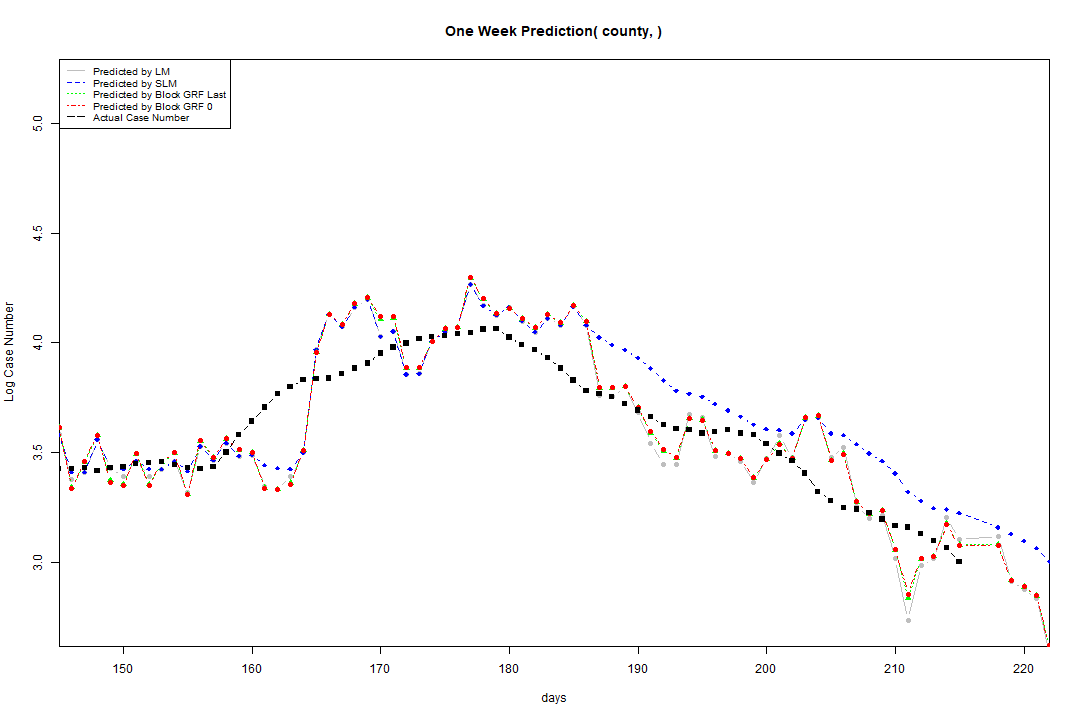 One Week Prediction( county, )
Predicted by LM
Predicted by SLM
Predicted by Block GRF Last
Predicted by Block GRF 0
Actual Case Number
5.0
4.5
4.0
3.5
3.0
Log Case Number
150 160 170 180 190 200 210 220
days